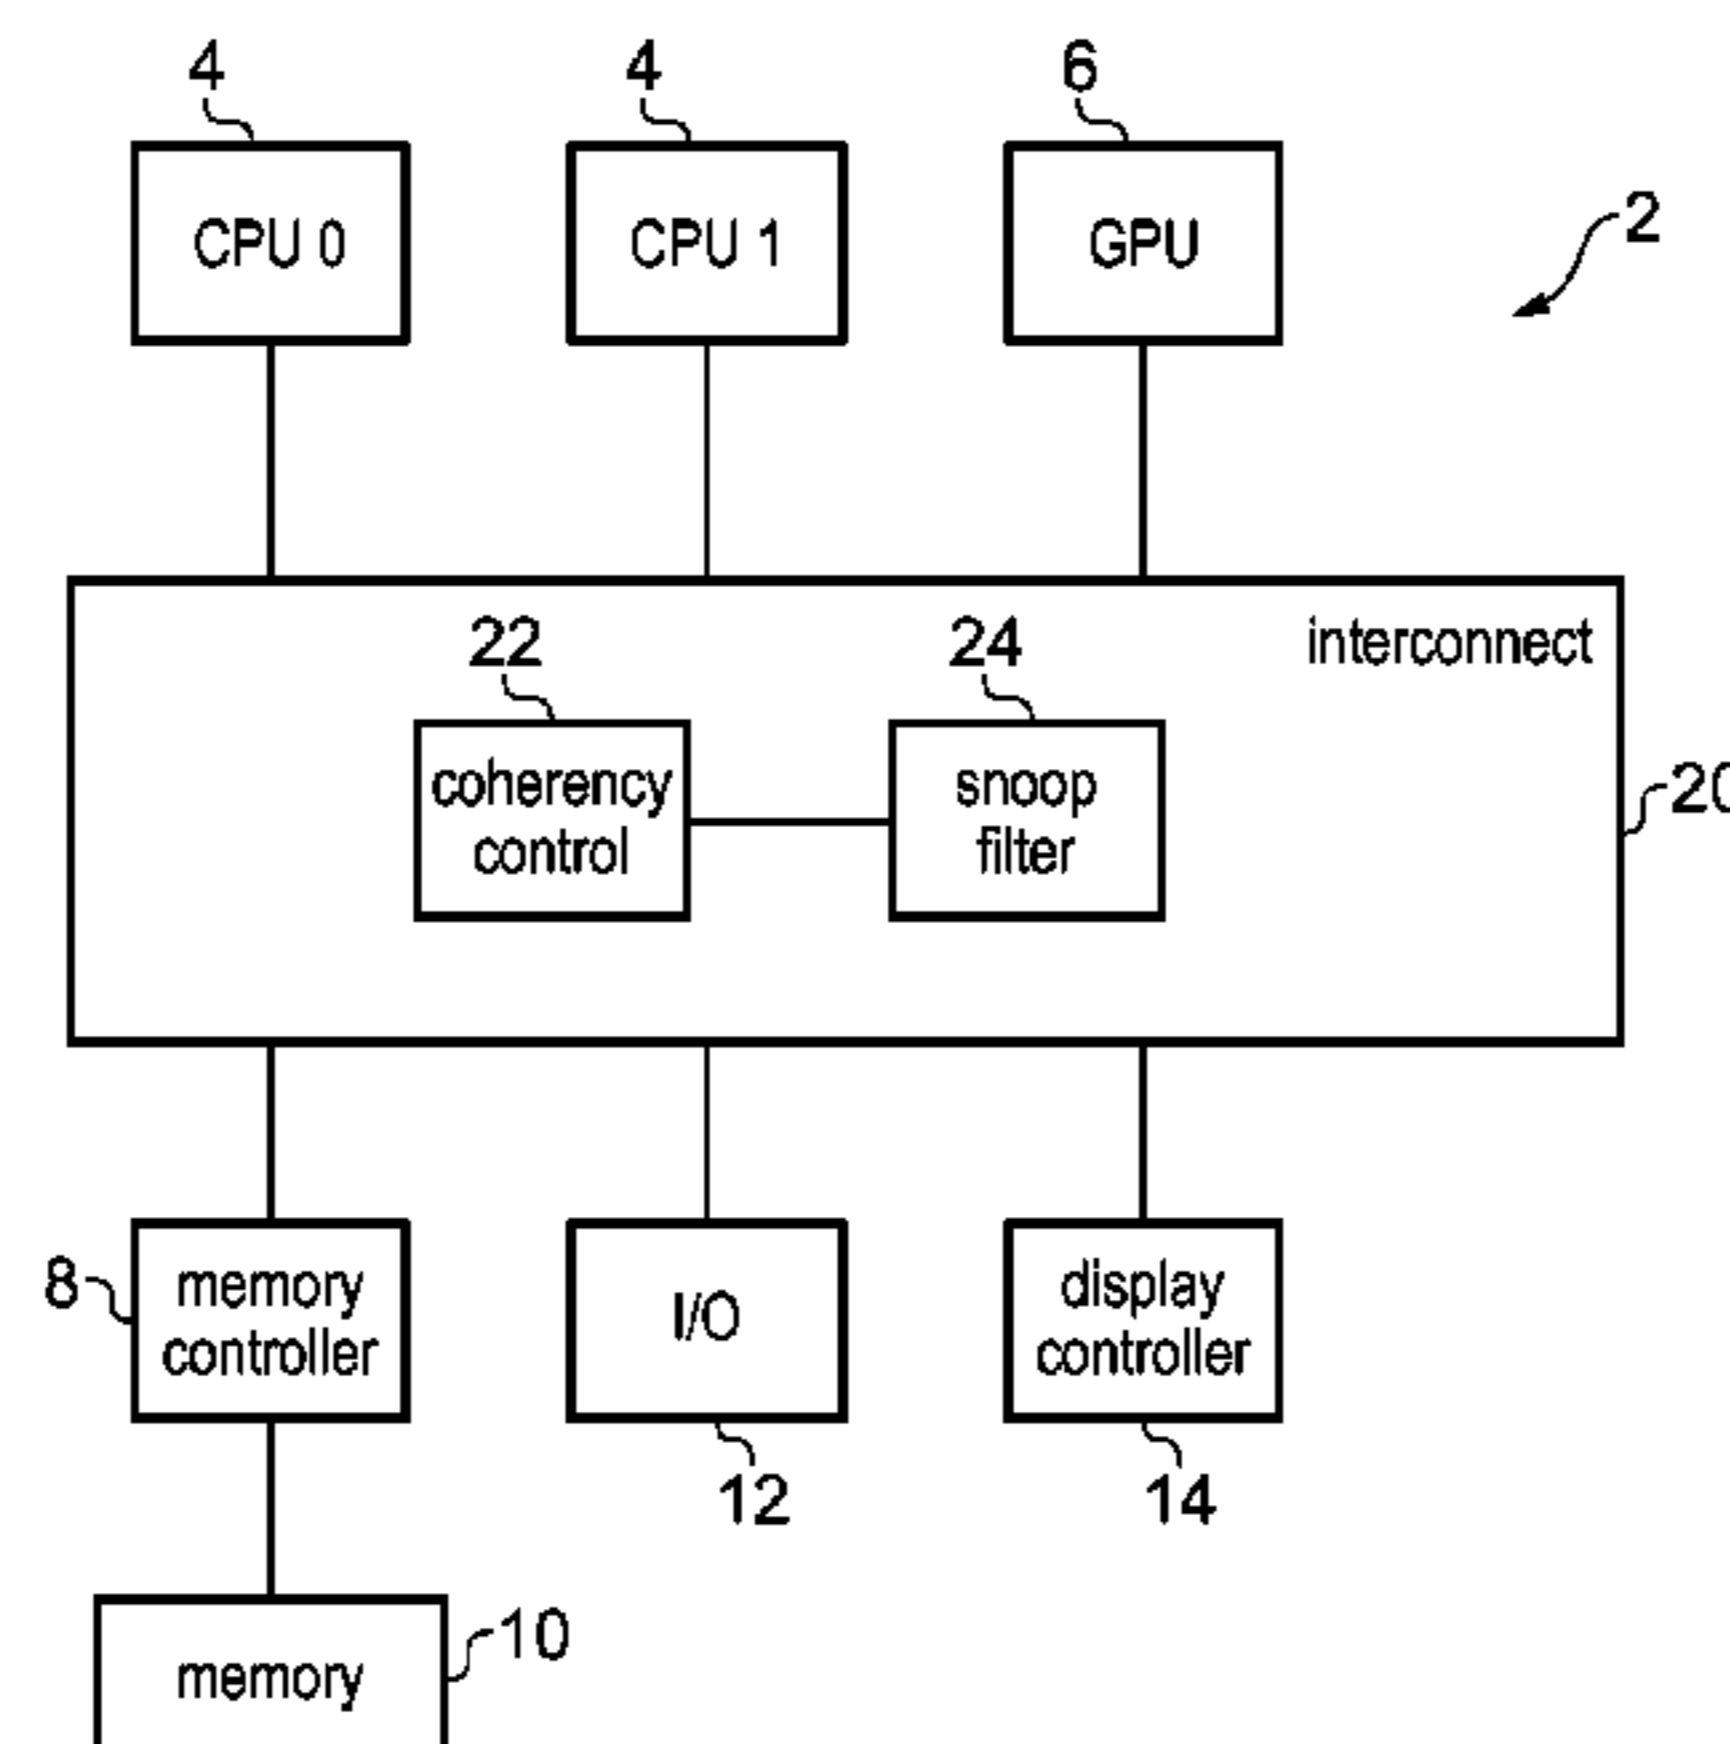 4
4
6
CPU 0
CPU 1
GPU
2
interconnect
22
24
coherency
control
snoop
filter
20
8
memory
controller
I/O
display
controller
12
14
10
memory